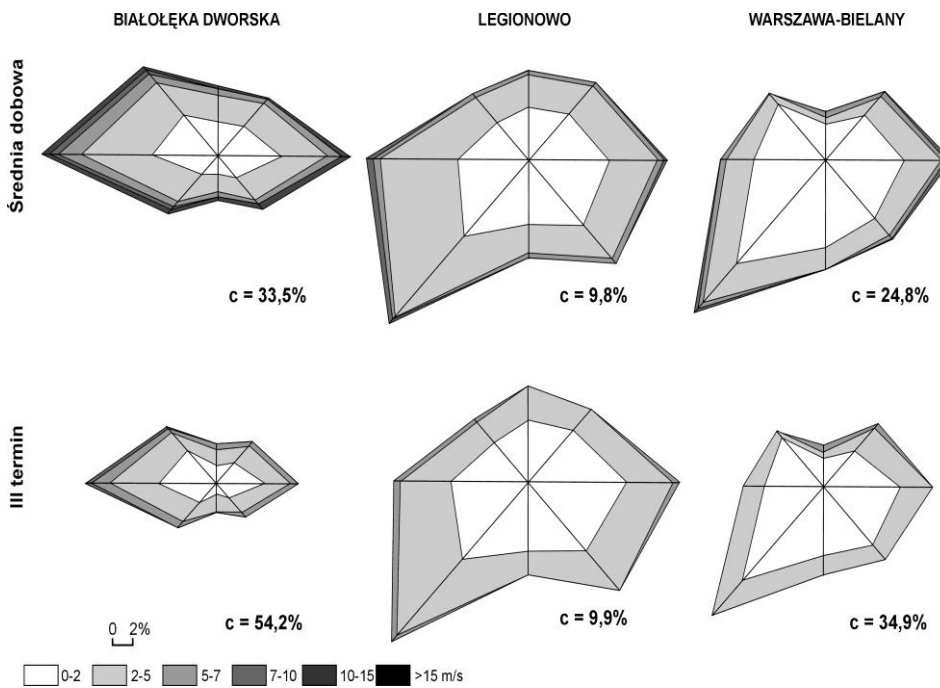 BIAŁOŁĘKA DWORSKA
LEGIONOWO
WARSZAWA-BIELANY
Średnia dobowa
c = 33,5%
c = 9,8%
c = 24,8%
III termin
c = 54,2%
c = 9,9%
c = 34,9%
0 2%
0-2 2-5 5-7 7-10 10-15 >15 m/s